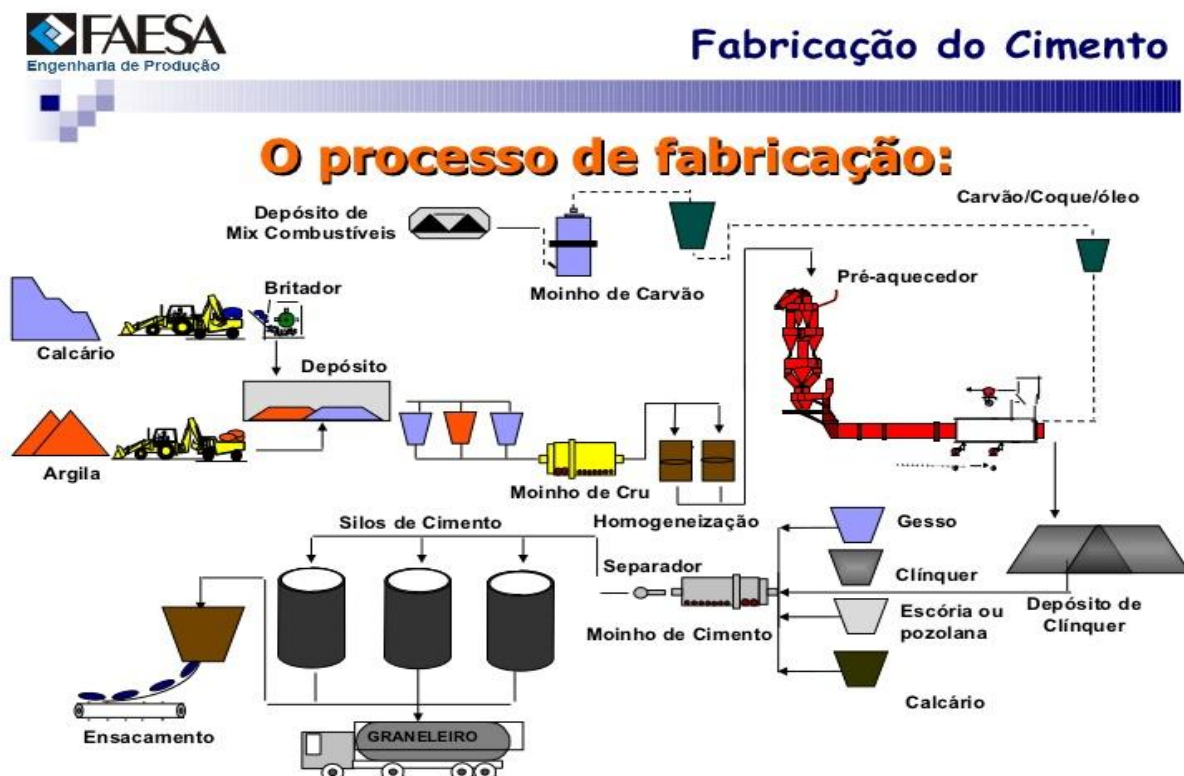 FAESA
Engenharia de Produção
Fabricação do Cimento
O processo de fabricação:
Depósito de
Mix Combustíveis
Moinho de Carvão
Carvão/Coque/óleo
Pré-aquecedor
Britador
Calcário
Depósito
Argila
Moinho de Cru
Homogeneização
Silos de Cimento
Separador
Moinho de Cimento
Gesso
Clínquer
Escória ou
pozolana
Calcário
Depósito de
Clínquer
Ensacamento
GRANELEIRO